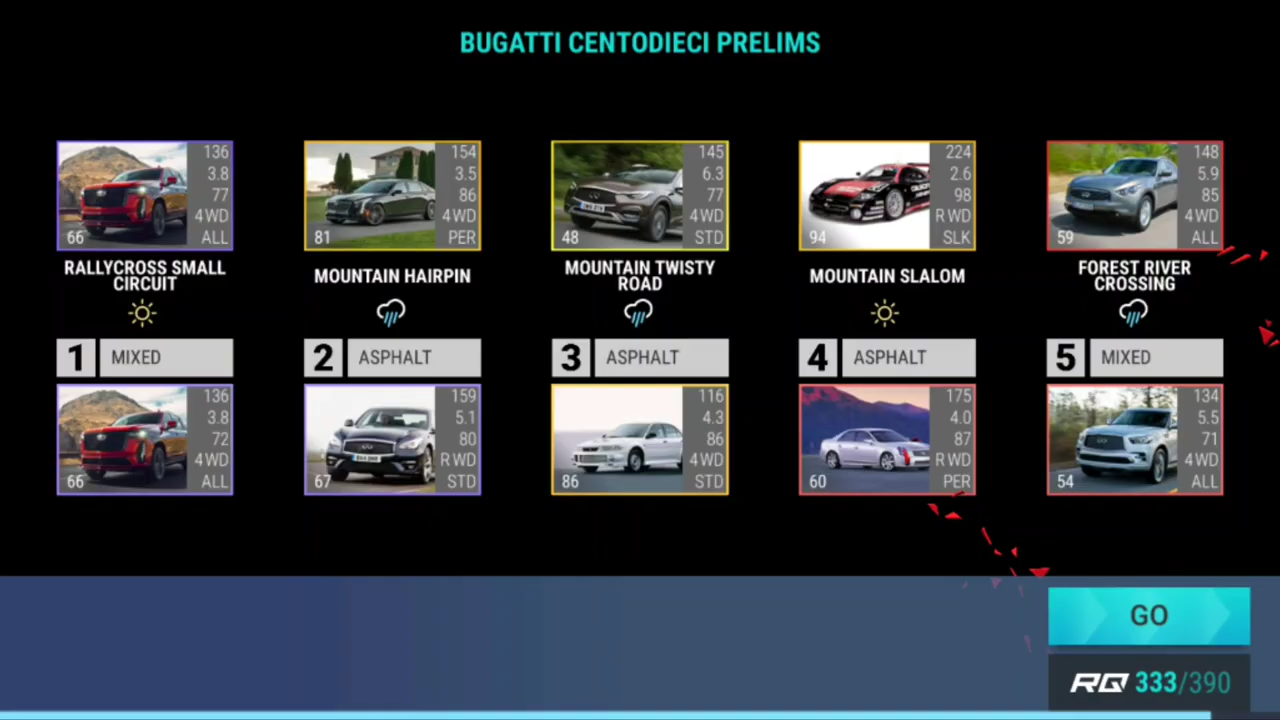 BUGATTI CENTODIECI PRELIMS
136
3.8
77
4WD
66 ALL
154
3.5
86
4WD
81 PER
145
6.3
77
4WD
48 STD
224
2.6
98
RWD
94 SLK
148
5.9
85
4WD
59 ALL
RALLYCROSS SMALL
CIRCUIT
MOUNTAIN HAIRPIN
MOUNTAIN TWISTY
ROAD
MOUNTAIN SLALOM
FOREST RIVER
CROSSING
1 MIXED
2 ASPHALT
3 ASPHALT
4 ASPHALT
5 MIXED
136
3.8
72
4WD
66 ALL
159
5.1
80
RWD
67 STD
116
4.3
86
4WD
86 STD
175
4.0
87
RWD
60 PER
134
5.5
71
4WD
54 ALL
GO
RQ 333/390